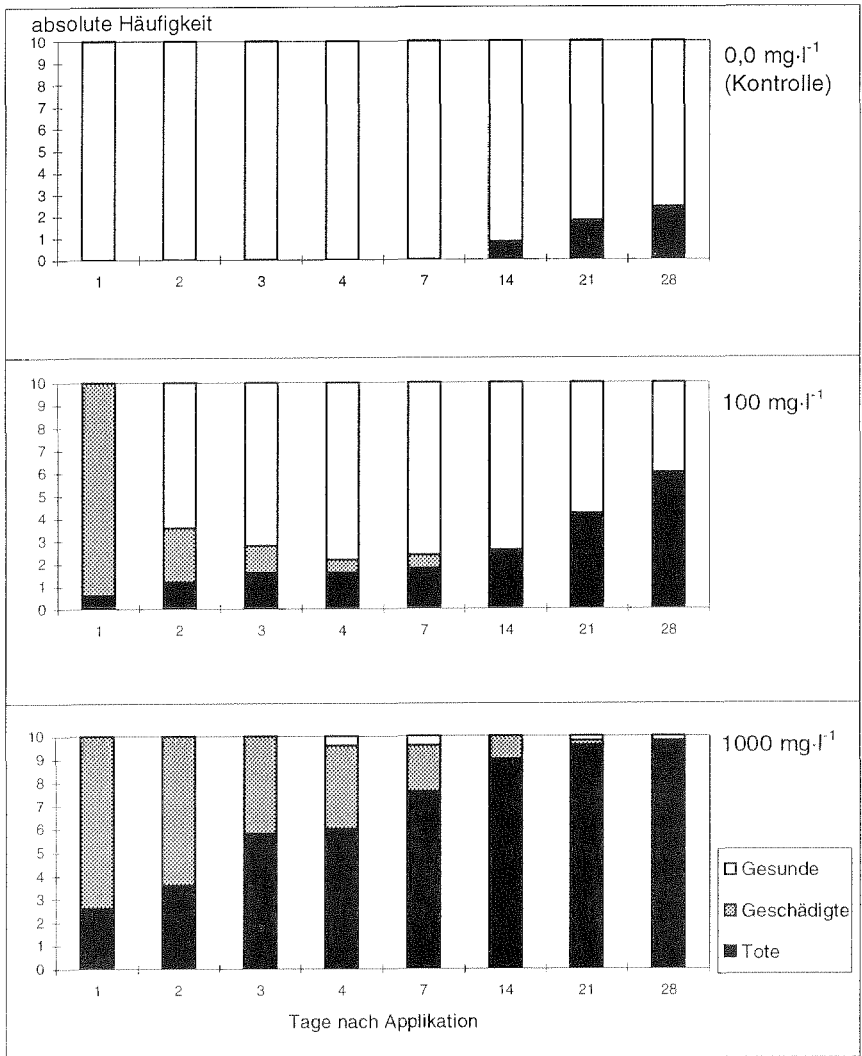 absolute Häufigkeit
10
9
8
7
6
5
4
3
2
1
0
1 2 3 4 7 14 21 28
0,0 mg·l⁻¹
(Kontrolle)
10
9
8
7
6
5
4
3
2
1
0
1 2 3 4 7 14 21 28
100 mg·l⁻¹
10
9
8
7
6
5
4
3
2
1
0
1 2 3 4 7 14 21 28
Tage nach Applikation
1000 mg·l⁻¹
Gesunde
Geschädigte
Tote